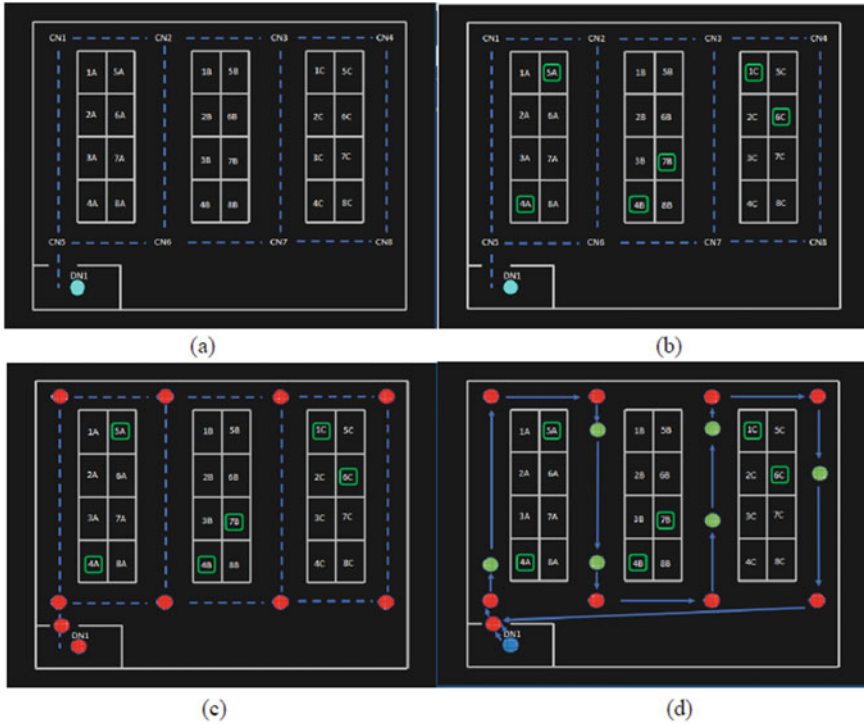 CN1 CN2 CN3 CN4
1A 5A 1B 5B 1C 5C
2A 6A 2B 6B 2C 6C
3A 7A 3B 7B 3C 7C
4A 8A 4B 8B 4C 8C
CN5 CN6 CN7 CN8
DN1
(a)
CN1 CN2 CN3 CN4
1A 5A 1B 5B 1C 5C
2A 6A 2B 6B 2C 6C
3A 7A 3B 7B 3C 7C
4A 8A 4B 8B 4C 8C
CN5 CN6 CN7 CN8
DN1
(b)
1A 5A 1B 5B 1C 5C
2A 6A 2B 6B 2C 6C
3A 7A 3B 7B 3C 7C
4A 8A 4B 8B 4C 8C
DN1
(c)
1A 5A 1B 5B 1C 5C
2A 6A 2B 6B 2C 6C
3A 7A 3B 7B 3C 7C
4A 8A 4B 8B 4C 8C
DN1
(d)